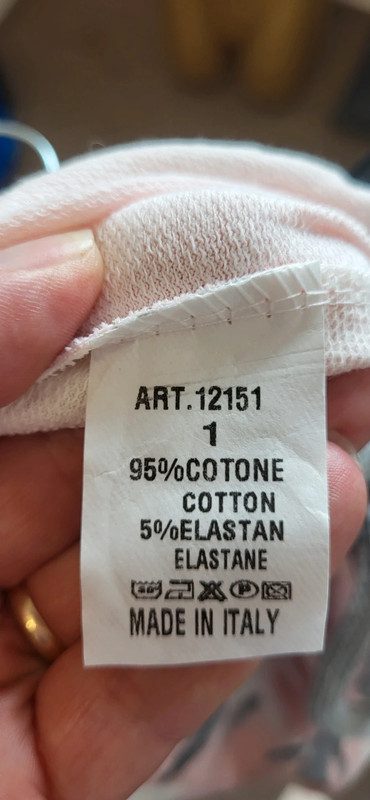 ART.12151
1
95%COTONE
COTTON
5%ELASTAN
ELASTANE
MADE IN ITALY